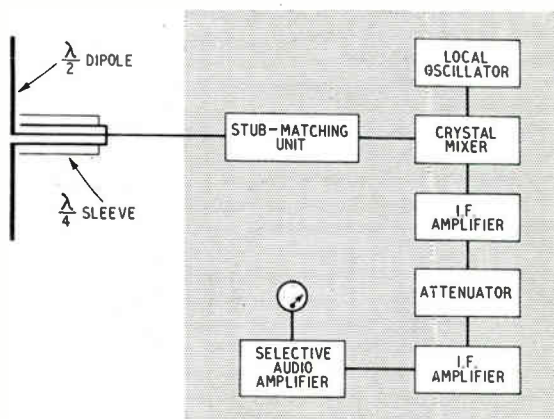 λ/2 DIPOLE
λ/4 SLEEVE
STUB-MATCHING
UNIT
LOCAL
OSCILLATOR
CRYSTAL
MIXER
I.F.
AMPLIFIER
ATTENUATOR
I.F.
AMPLIFIER
SELECTIVE
AUDIO
AMPLIFIER